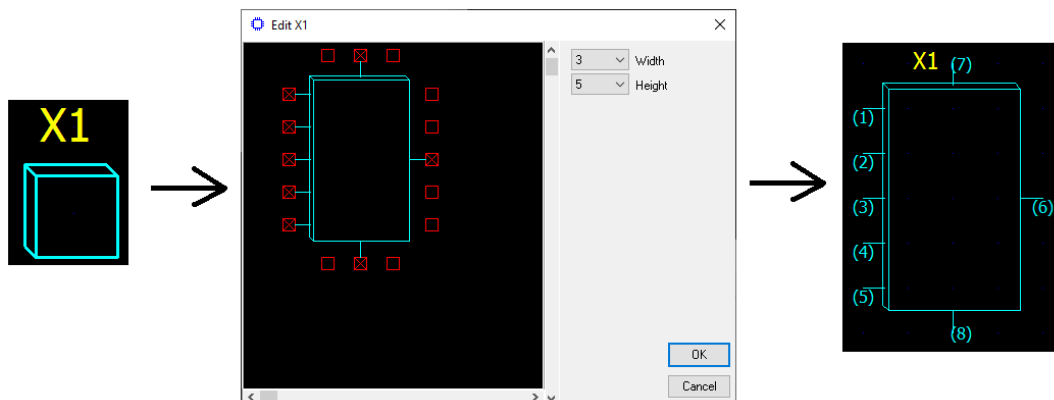 X1
Edit X1
3 Width
5 Height
OK
Cancel
X1 (7)
(1)
(2)
(3)
(6)
(4)
(5)
(8)